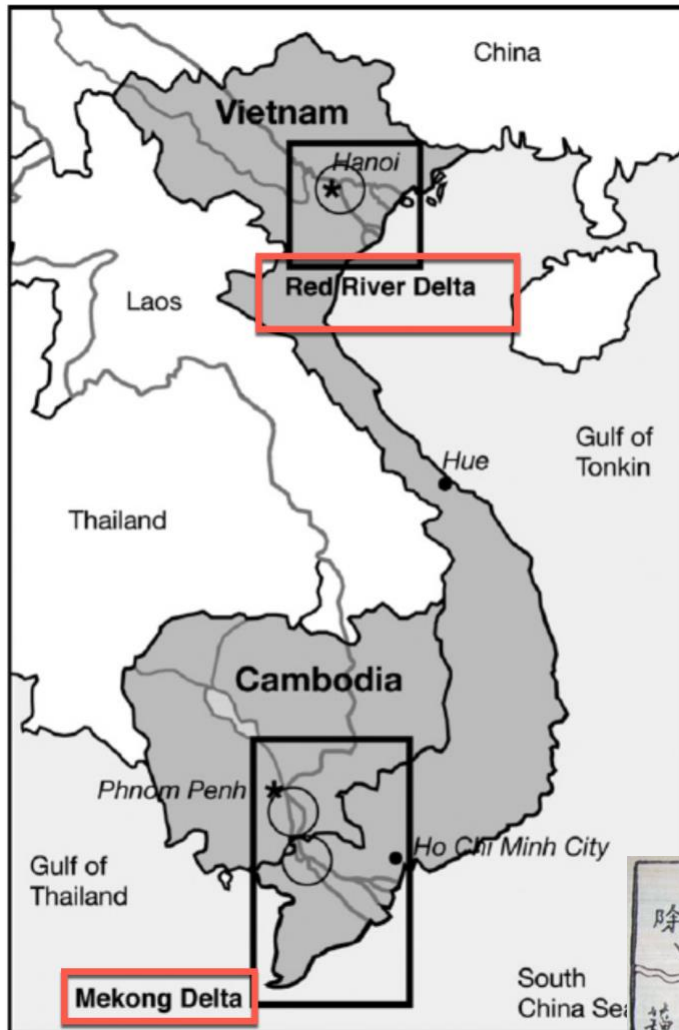 China
Vietnam
Hanoi
Red River Delta
Laos
Gulf of
Tonkin
Hue
Thailand
Cambodia
Phnom Penh
Ho Chi Minh City
Gulf of
Thailand
South
China Sea
Mekong Delta
除